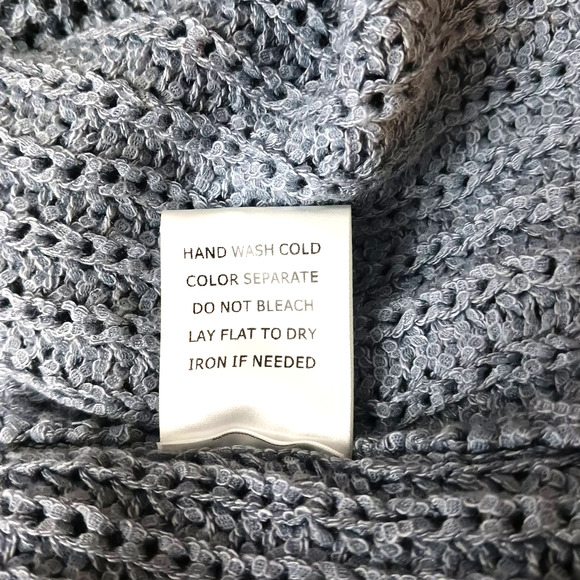 HAND WASH COLD
COLOR SEPARATE
DO NOT BLEACH
LAY FLAT TO DRY
IRON IF NEEDED